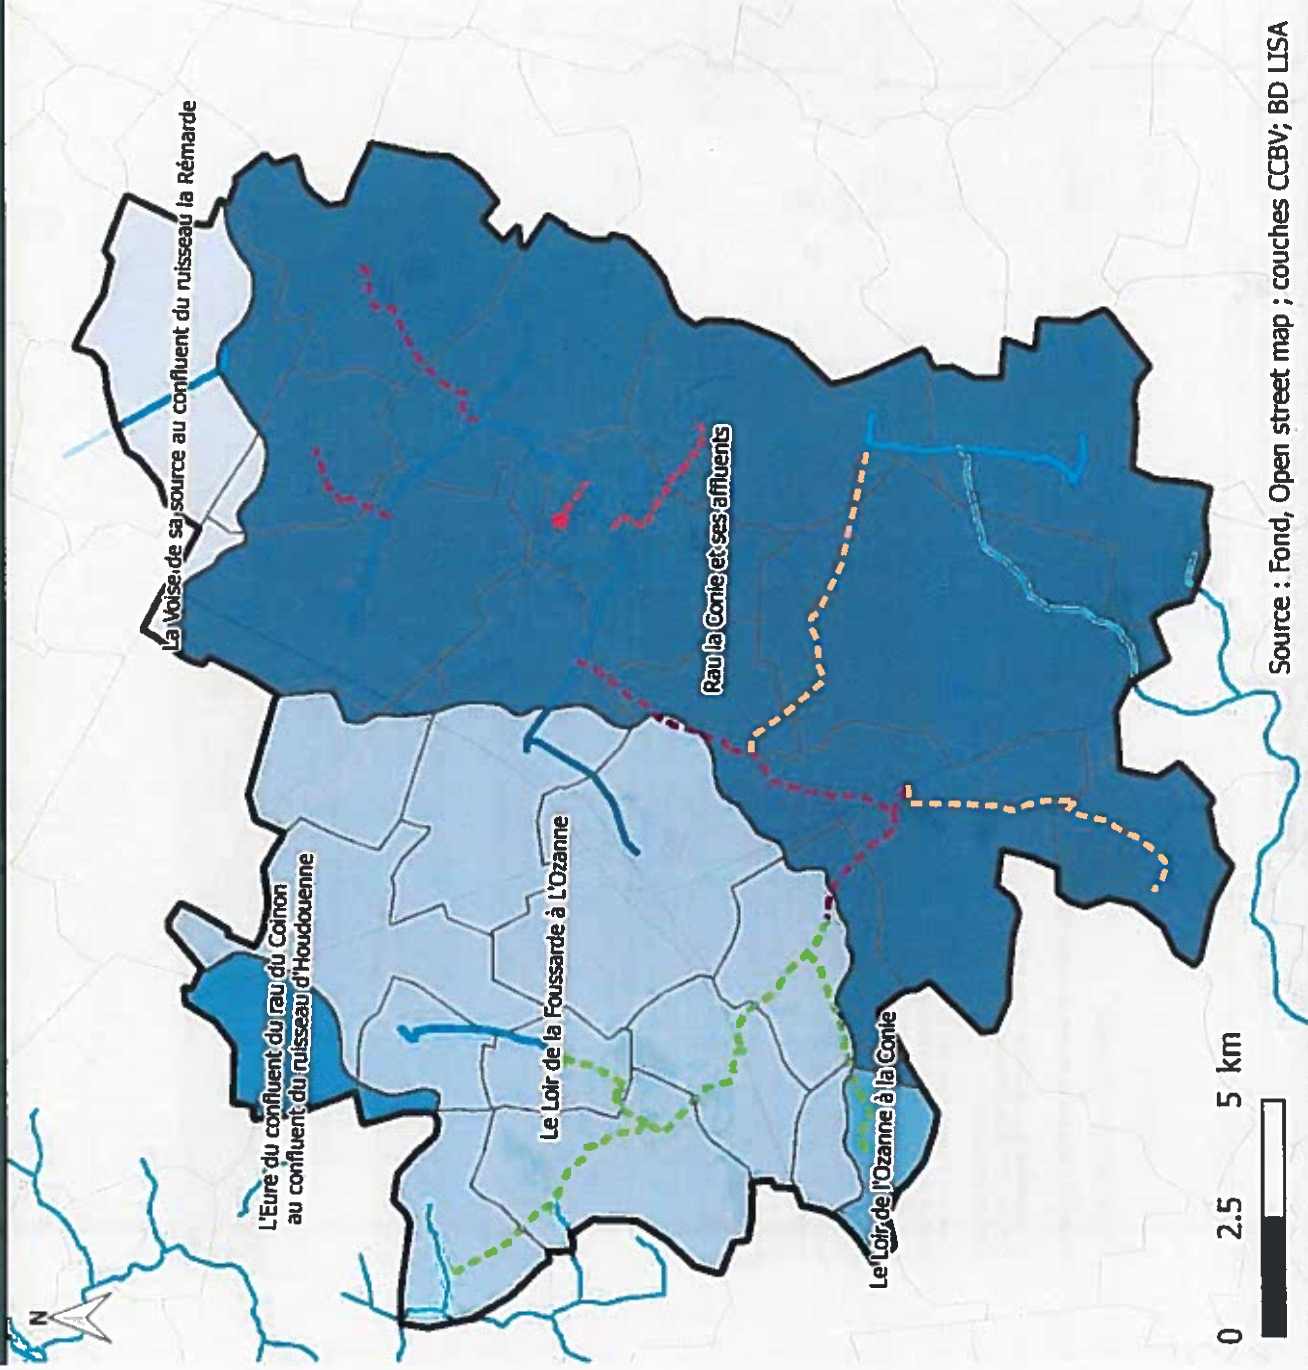 N
La Voise de sa source au confluent du ruisseau la Rémarde
L'Eure du confluent du rau du Coinon
au confluent du ruisseau d'Houdouenne
Le Loir de la Foussarde à L'Ozanne
Rau la Conie et ses affluents
Le Loir de l'Ozanne à la Conie
0 2.5 5 km
Source : Fond, Open street map ; couches CCBV; BD LISA